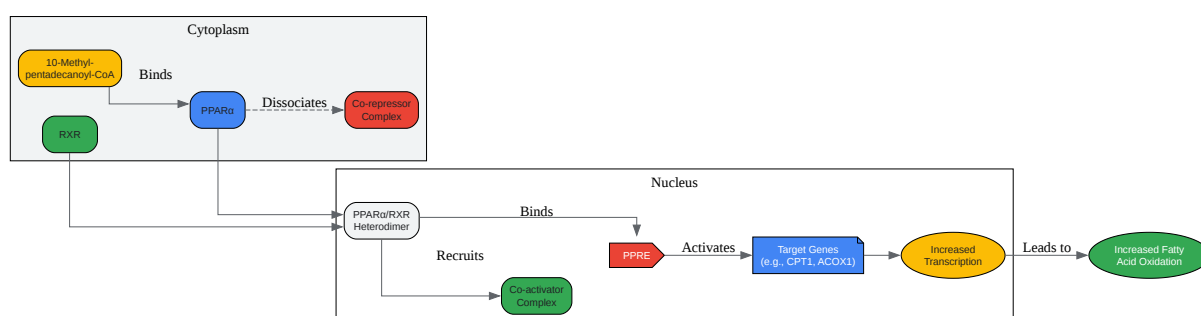 Cytoplasm
10-Methyl-
pentadecanoyl-CoA
Binds
PPARα
Dissociates
Co-repressor
Complex
RXR
Nucleus
PPARα/RXR
Heterodimer
Binds
Recruits
PPRE
Activates
Target Genes
(e.g., CPT1, ACOX1)
Increased
Transcription
Leads to
Increased Fatty
Acid Oxidation
Co-activator
Complex